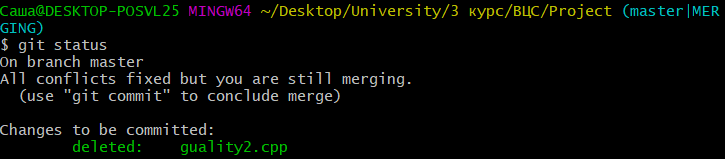 Саша@DESKTOP-POSVL25 MINGW64 ~/Desktop/University/3 курс/ВЦС/Project (master|MER
GING)
$ git status
On branch master
All conflicts fixed but you are still merging.
  (use "git commit" to conclude merge)

Changes to be committed:
        deleted:    guality2.cpp